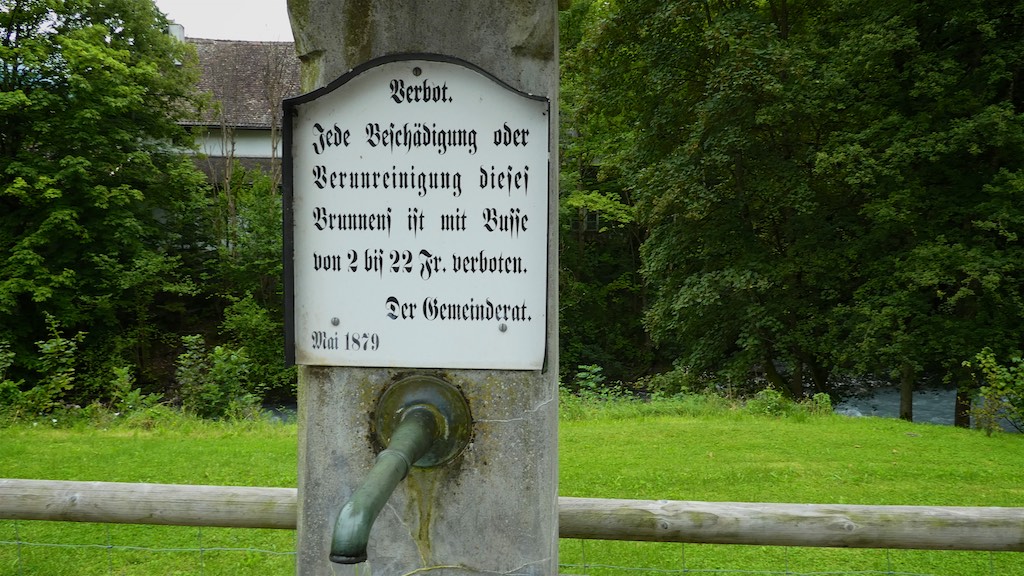 Verbot.
Jede Beschädigung oder
Verunreinigung dieses
Brunnens ist mit Busse
von 2 bis 22 Fr. verboten.
Der Gemeinderat.
Mai 1879